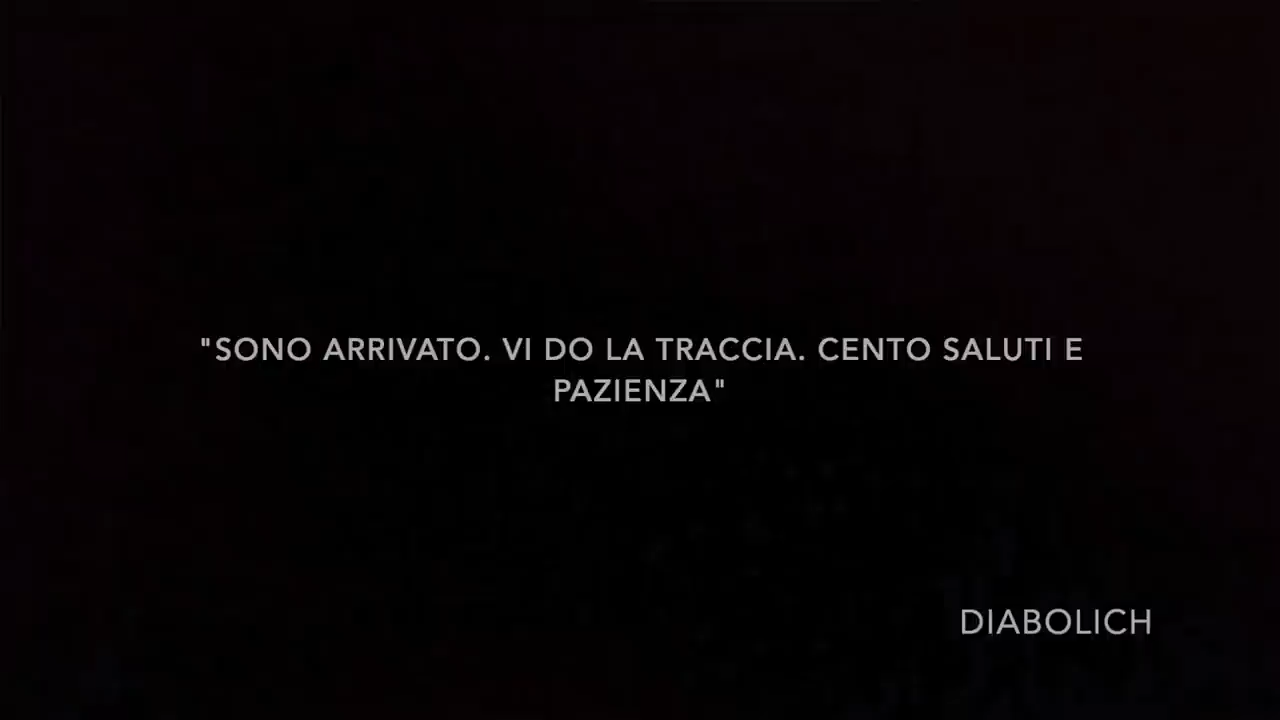 "SONO ARRIVATO. VI DO LA TRACCIA. CENTO SALUTI E
PAZIENZA"
DIABOLICH